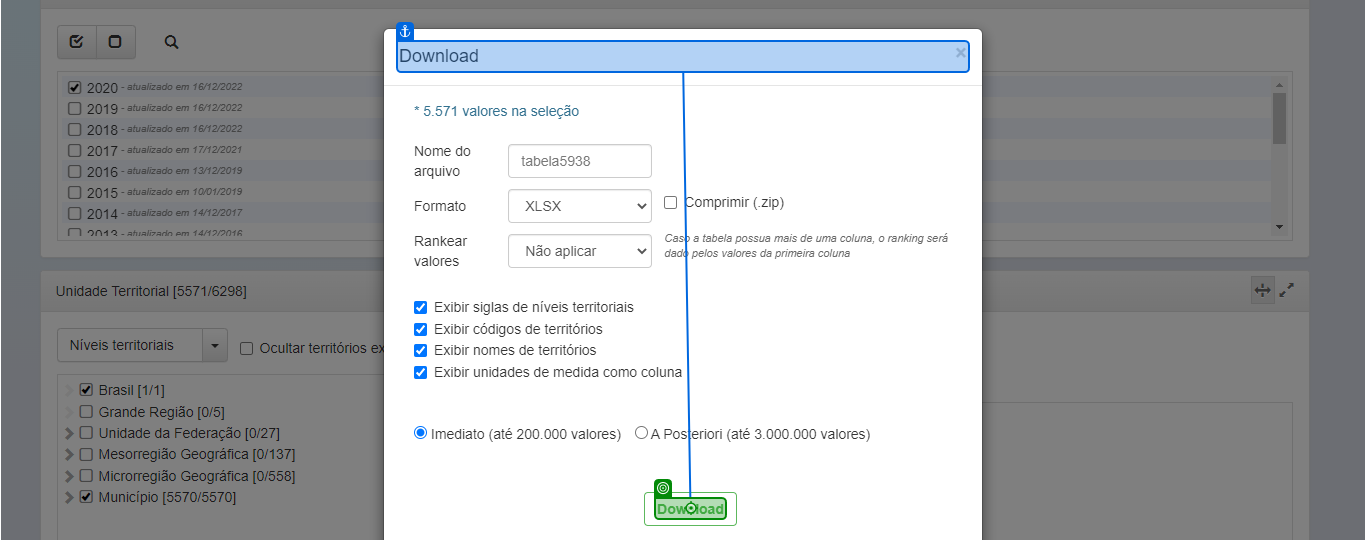 Download ×
2020 - atualizado em 16/12/2022
2019 - atualizado em 16/12/2022
2018 - atualizado em 16/12/2022
2017 - atualizado em 17/12/2021
2016 - atualizado em 13/12/2019
2015 - atualizado em 10/01/2019
2014 - atualizado em 14/12/2017
2013 - atualizado em 14/12/2016
* 5.571 valores na seleção
Nome do
arquivo
tabela5938
Formato
XLSX
Comprimir (.zip)
Rankear
valores
Não aplicar
Caso a tabela possua mais de uma coluna, o ranking será
dado pelos valores da primeira coluna
Unidade Territorial [5571/6298]
Níveis territoriais
Ocultar territórios ex
Brasil [1/1]
Grande Região [0/5]
Unidade da Federação [0/27]
Mesorregião Geográfica [0/137]
Microrregião Geográfica [0/558]
Município [5570/5570]
Exibir siglas de níveis territoriais
Exibir códigos de territórios
Exibir nomes de territórios
Exibir unidades de medida como coluna
Imediato (até 200.000 valores)
A Posteriori (até 3.000.000 valores)
Download